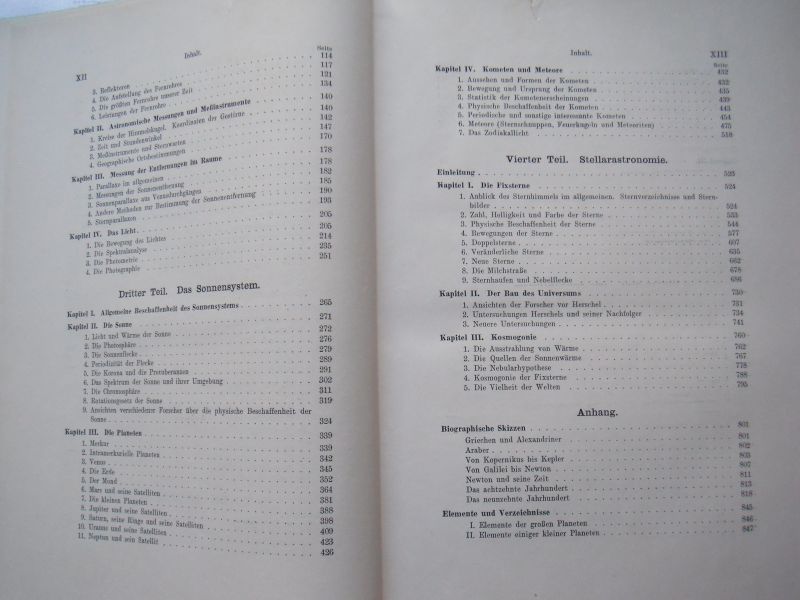 XII
Inhalt.
Seite
3. Reflektoren 114
4. Die Aufstellung des Fernrohrs 117
5. Die größten Fernrohre unserer Zeit 121
6. Leistungen der Fernrohre 134
Kapitel II. Astronomische Messungen und Meßinstrumente 140
1. Kreise der Himmelskugel. Koordinaten der Gestirne 140
2. Zeit und Stundenwinkel 142
3. Meßinstrumente und Sternwarten 147
4. Geographische Ortsbestimmungen 170
Kapitel III. Messung der Entfernungen im Raume 178
1. Parallaxe im allgemeinen 178
2. Messungen der Sonnenentfernung 182
3. Sonnenparallaxe aus Venusdurchgängen 185
4. Andere Methoden zur Bestimmung der Sonnenentfernung 190
5. Sternparallaxen 193
Kapitel IV. Das Licht 205
1. Die Bewegung des Lichtes 205
2. Die Spektralanalyse 214
3. Die Photometrie 235
4. Die Photographie 251
Dritter Teil. Das Sonnensystem.
Kapitel I. Allgemeine Beschaffenheit des Sonnensystems 265
Kapitel II. Die Sonne 271
1. Licht und Wärme der Sonne 272
2. Die Photosphäre 276
3. Die Sonnenflecke 279
4. Periodizität der Flecke 289
5. Die Korona und die Protuberanzen 291
6. Das Spektrum der Sonne und ihrer Umgebung 302
7. Die Chromosphäre 311
8. Rotationsgesetz der Sonne 319
9. Ansichten verschiedener Forscher über die physische Beschaffenheit der
Sonne 324
Kapitel III. Die Planeten 339
1. Merkur 339
2. Intramerkurielle Planeten 342
3. Venus 345
4. Die Erde 352
5. Der Mond 364
6. Mars und seine Satelliten 381
7. Die kleinen Planeten 388
8. Jupiter und seine Satelliten 398
9. Saturn, seine Ringe und seine Satelliten 409
10. Uranus und seine Satelliten 423
11. Neptun und sein Satellit 426
Inhalt.
XIII
Seite
Kapitel IV. Kometen und Meteore 432
1. Aussehen und Formen der Kometen 432
2. Bewegung und Ursprung der Kometen 435
3. Statistik der Kometenerscheinungen 439
4. Physische Beschaffenheit der Kometen 443
5. Periodische und sonstige interessante Kometen 454
6. Meteore (Sternschnuppen, Feuerkugeln und Meteoriten) 475
7. Das Zodiakallicht 518
Vierter Teil. Stellarastronomie.
Einleitung 523
Kapitel I. Die Fixsterne 524
1. Anblick des Sternhimmels im allgemeinen. Sternverzeichnisse und Stern-
bilder 524
2. Zahl, Helligkeit und Farbe der Sterne 533
3. Physische Beschaffenheit der Sterne 544
4. Bewegungen der Sterne 577
5. Doppelsterne 607
6. Veränderliche Sterne 635
7. Neue Sterne 662
8. Die Milchstraße 678
9. Sternhaufen und Nebelflecke 686
Kapitel II. Der Bau des Universums 730
1. Ansichten der Forscher vor Herschel 731
2. Untersuchungen Herschels und seiner Nachfolger 734
3. Neuere Untersuchungen 741
Kapitel III. Kosmogonie 760
1. Die Ausstrahlung von Wärme 762
2. Die Quellen der Sonnenwärme 767
3. Die Nebularhypothese 778
4. Kosmogonie der Fixsterne 788
5. Die Vielheit der Welten 795
Anhang.
Biographische Skizzen 801
Griechen und Alexandriner 801
Araber 802
Von Kopernikus bis Kepler 803
Von Galilei bis Newton 807
Newton und seine Zeit 811
Das achtzehnte Jahrhundert 813
Das neunzehnte Jahrhundert 818
Elemente und Verzeichnisse 845
I. Elemente der großen Planeten 846
II. Elemente einiger kleiner Planeten 847